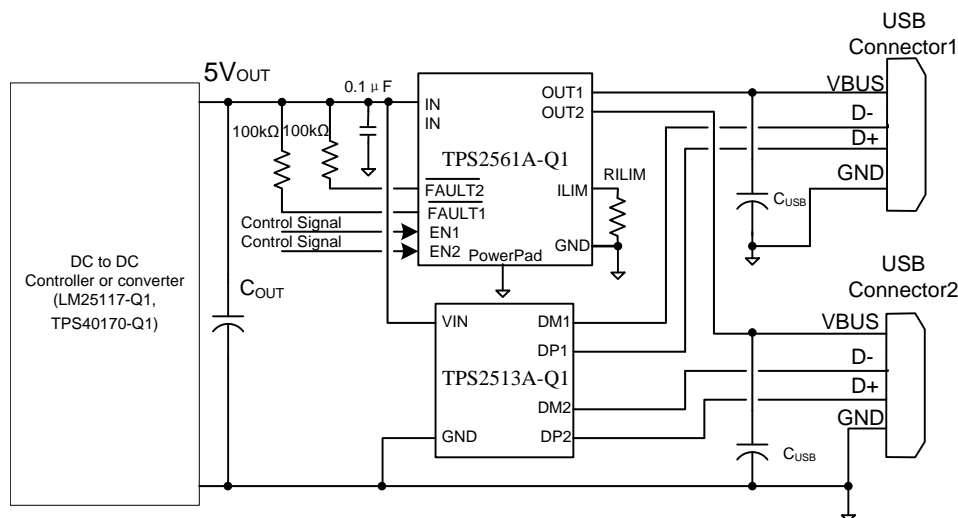 USB
Connector1
5VOUT
0.1 μF
IN
IN
OUT1
OUT2
VBUS
D-
D+
GND
100kΩ 100kΩ
TPS2561A-Q1
RILIM
ILIM
FAULT2
FAULT1
CUSB
Control Signal
EN1
Control Signal
EN2
GND
PowerPad
DC to DC
Controller or converter
(LM25117-Q1,
TPS40170-Q1)
COUT
USB
Connector2
VIN
DM1
DP1
TPS2513A-Q1
DM2
GND
DP2
VBUS
D-
D+
GND
CUSB